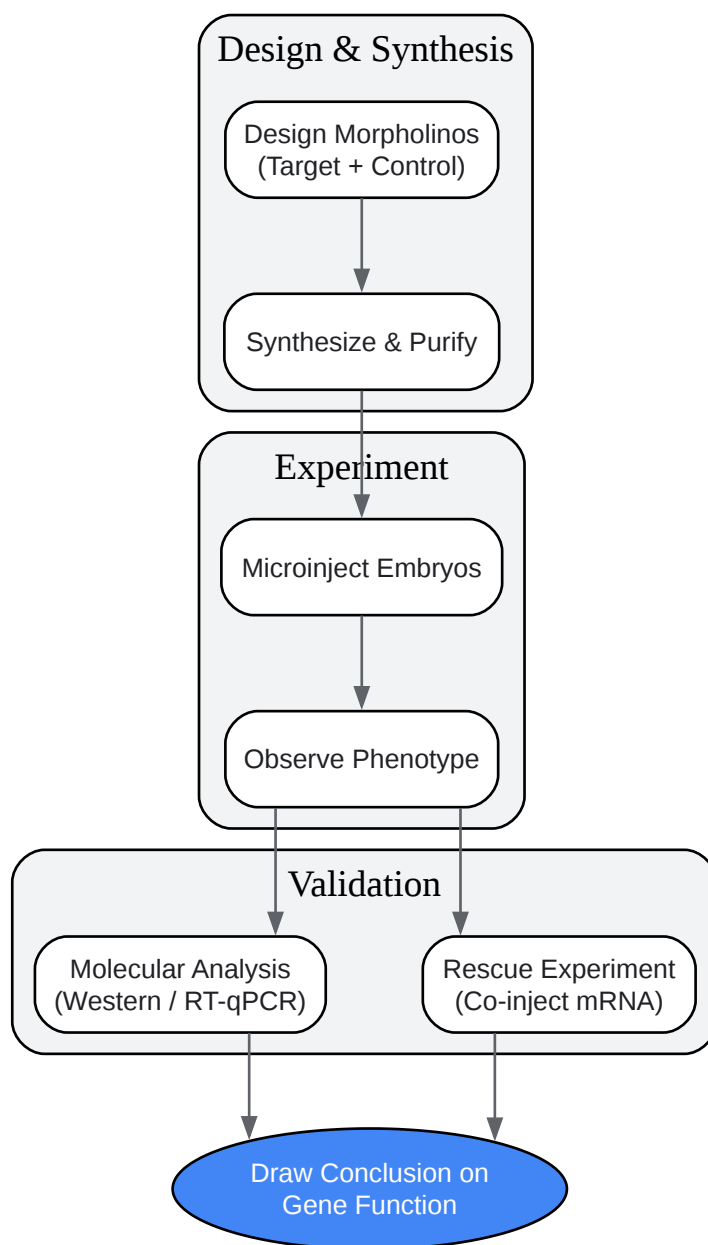 Design & Synthesis
Design Morpholinos
(Target + Control)
Synthesize & Purify
Experiment
Microinject Embryos
Observe Phenotype
Validation
Molecular Analysis
(Western / RT-qPCR)
Rescue Experiment
(Co-inject mRNA)
Draw Conclusion on
Gene Function